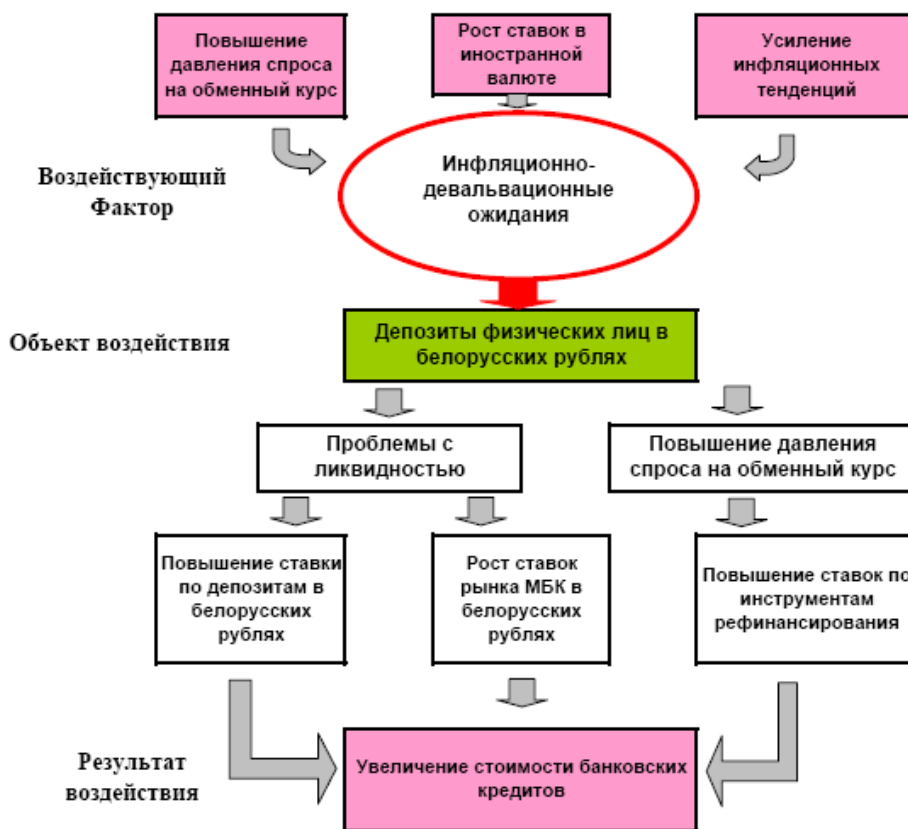 Повышение
давления спроса
на обменный курс
Рост ставок в
иностранной
валюте
Усиление
инфляционных
тенденций
Воздействующий
Фактор
Инфляционно-
девальвационные
ожидания
Объект воздействия
Депозиты физических лиц в
белорусских рублях
Проблемы с
ликвидностью
Повышение давления
спроса на обменный курс
Повышение ставки
по депозитам в
белорусских
рублях
Рост ставок
рынка МБК в
белорусских
рублях
Повышение ставок по
инструментам
рефинансирования
Результат
воздействия
Увеличение стоимости банковских
кредитов